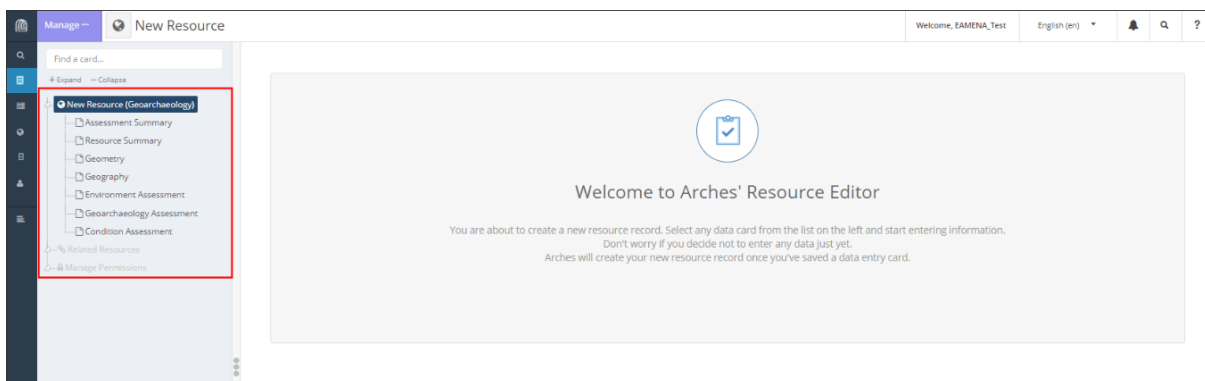 Manage
New Resource
Welcome, EAMENA_Test
English (en)
?
Find a card...
+ Expand − Collapse
New Resource (Geoarchaeology)
Assessment Summary
Resource Summary
Geometry
Geography
Environment Assessment
Geoarchaeology Assessment
Condition Assessment
Related Resources
Manage Permissions
Welcome to Arches' Resource Editor
You are about to create a new resource record. Select any data card from the list on the left and start entering information.
Don't worry if you decide not to enter any data just yet.
Arches will create your new resource record once you've saved a data entry card.